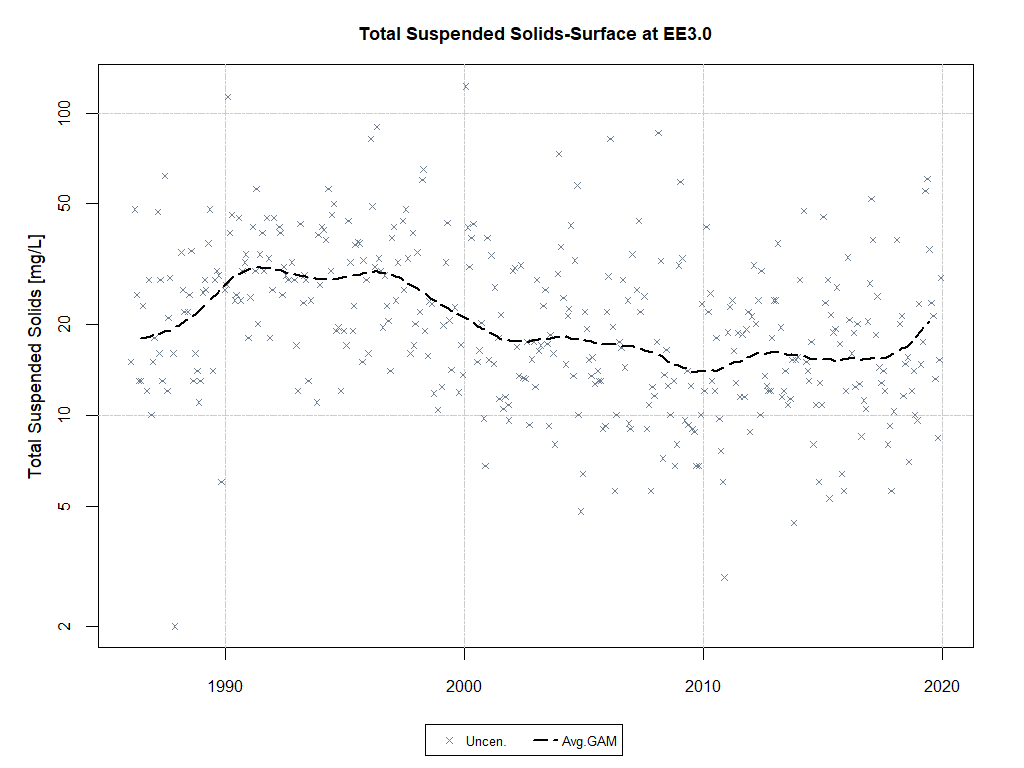 Total Suspended Solids-Surface at EE3.0
Total Suspended Solids [mg/L]
100
50
20
10
5
2
1990 2000 2010 2020
Uncen. Avg.GAM